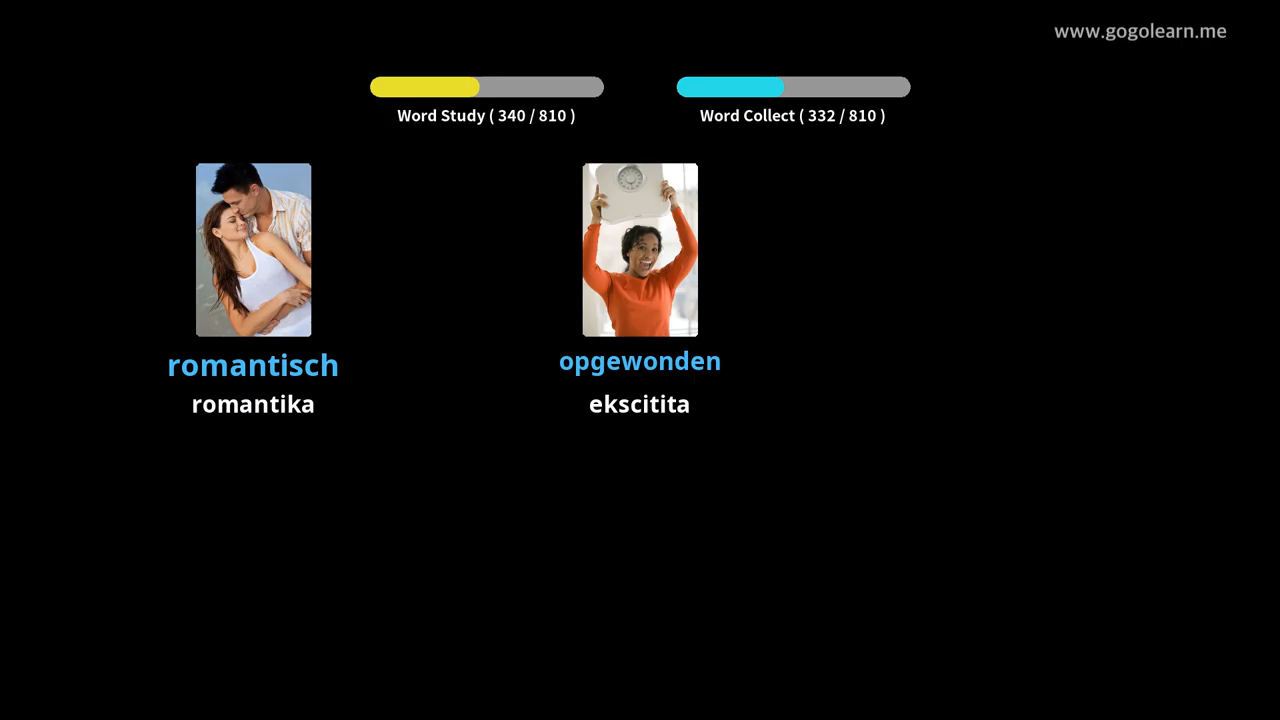 www.gogolearn.me
Word Study ( 340 / 810 )
Word Collect ( 332 / 810 )
romantisch
romantika
opgewonden
ekscitita